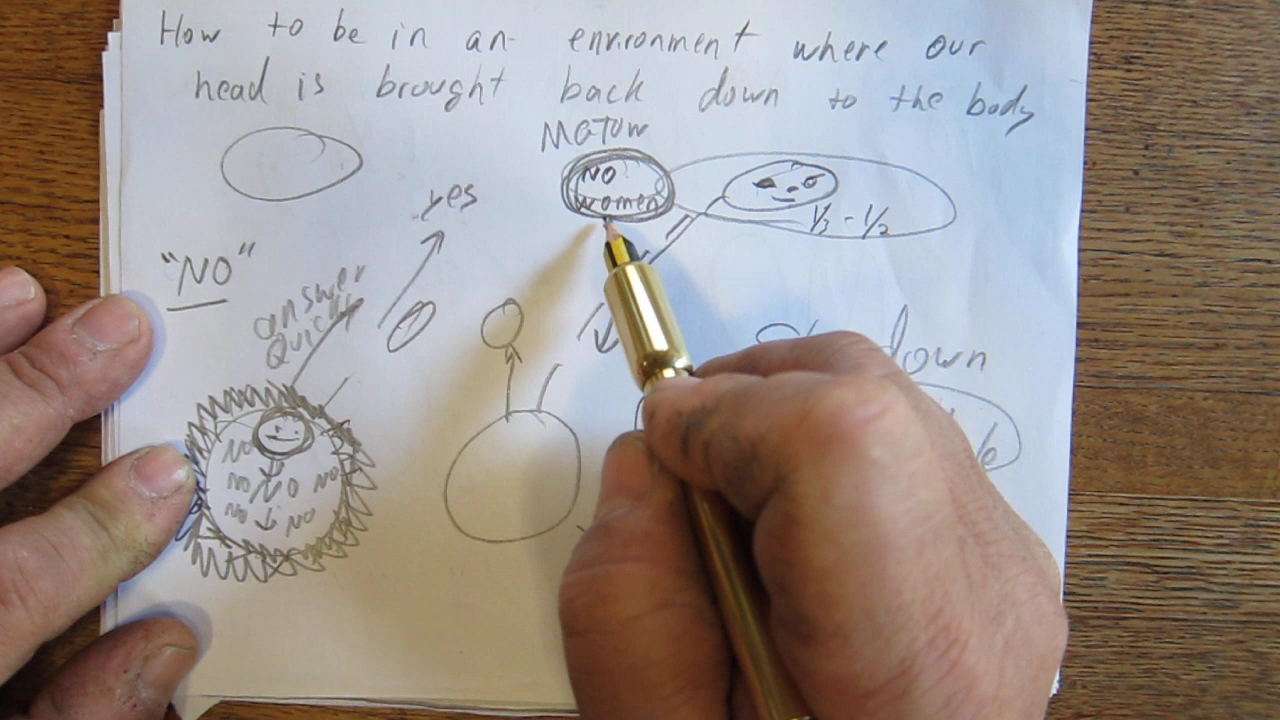 How to be in an environment where our
head is brought back down to the body
MGTOW
NO
women
1/3 - 1/2
yes
"NO"
answer
Quick
down
NO
NO NO NO
NO NO